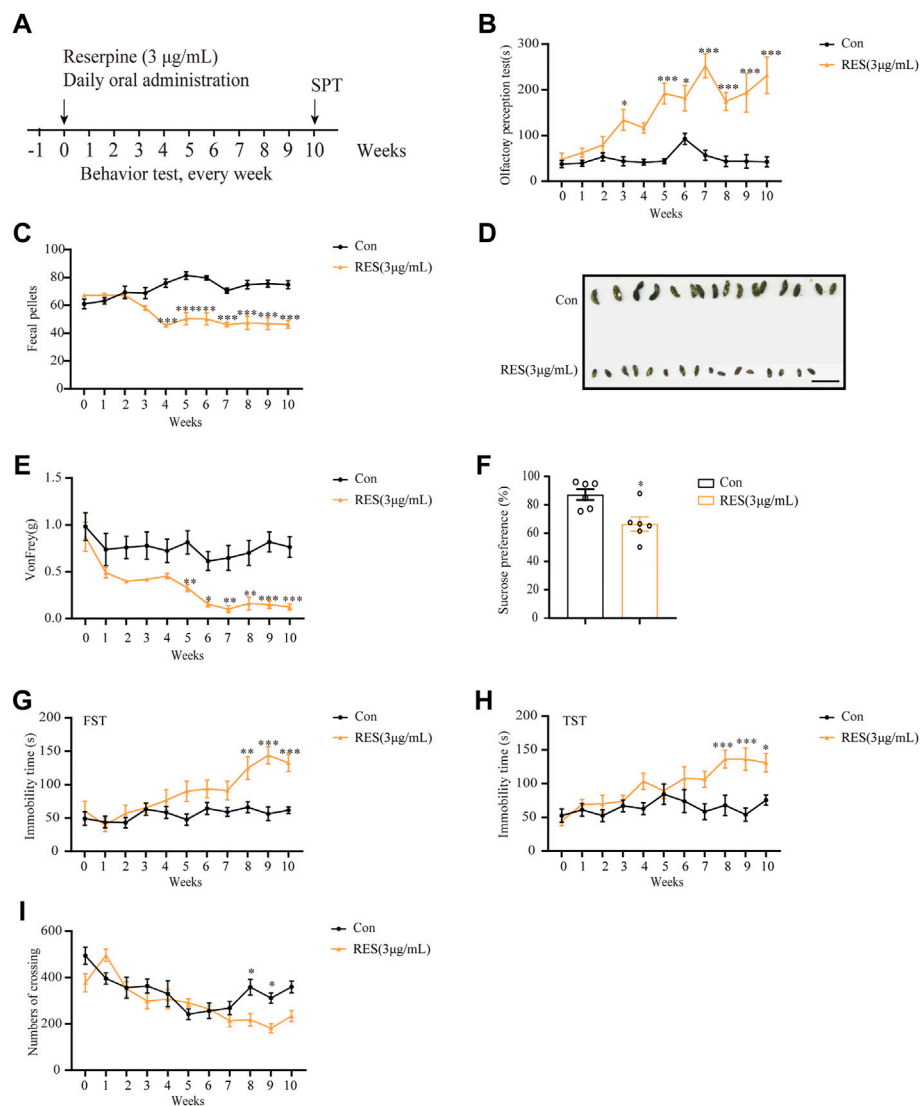 A
Reserpine (3 μg/mL)
Daily oral administration
SPT
-1 0 1 2 3 4 5 6 7 8 9 10 Weeks
Behavior test, every week
B
Olfactory perception test(s)
300
200
100
0
* *** * *** *** *** ***
0 1 2 3 4 5 6 7 8 9 10
Weeks
Con
RES(3μg/mL)
C
Fecal pellets
100
80
60
40
20
0
*** *** *** *** *** *** ***
0 1 2 3 4 5 6 7 8 9 10
Weeks
Con
RES(3μg/mL)
D
Con
RES(3μg/mL)
E
VonFrey(g)
1.5
1.0
0.5
0.0
** * ** ** *** ***
0 1 2 3 4 5 6 7 8 9 10
Weeks
Con
RES(3μg/mL)
F
Sucrose preference (%)
100
80
60
40
20
0
*
Con
RES(3μg/mL)
G
FST
Immobility time (s)
200
150
100
50
0
** *** ***
0 1 2 3 4 5 6 7 8 9 10
Weeks
Con
RES(3μg/mL)
H
TST
Immobility time (s)
200
150
100
50
0
*** *** *
0 1 2 3 4 5 6 7 8 9 10
Weeks
Con
RES(3μg/mL)
I
Numbers of crossing
600
400
200
0
* *
0 1 2 3 4 5 6 7 8 9 10
Weeks
Con
RES(3μg/mL)